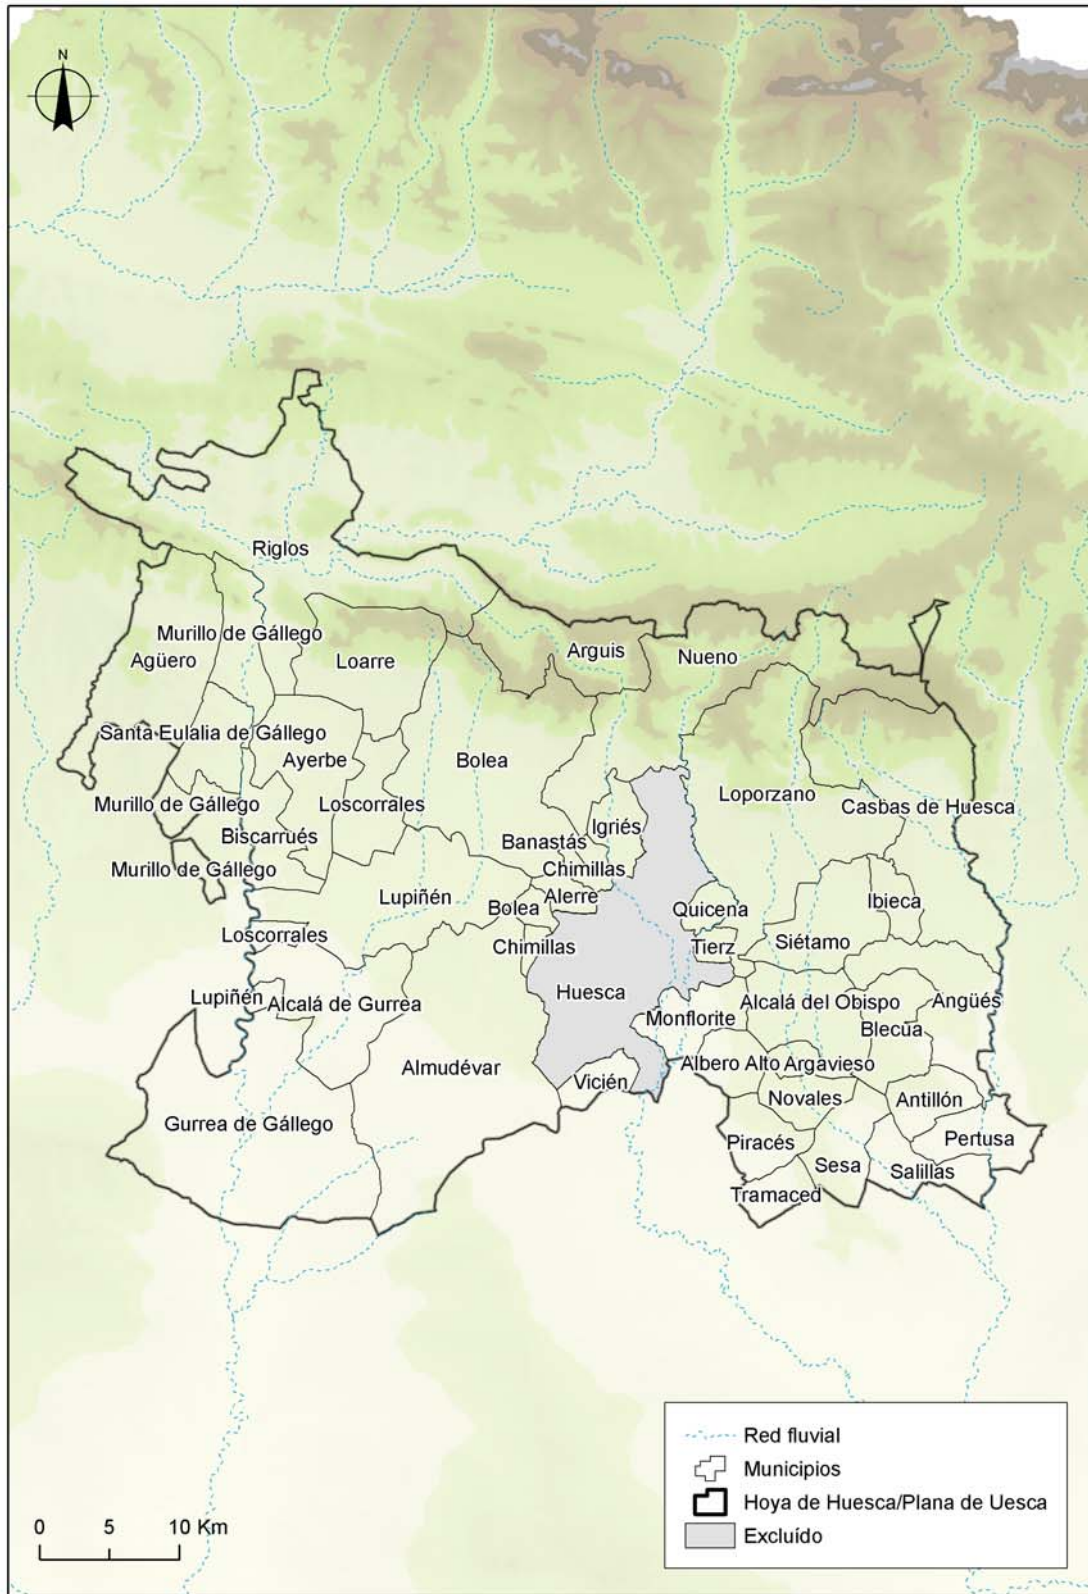 N
Riglos
Murillo de Gállego
Agüero
Loarre
Arguis
Nueno
Santa Eulalia de Gállego
Ayerbe
Bolea
Loporzano
Casbas de Huesca
Murillo de Gállego
Loscorrales
Biscarrués
Igriés
Banastás
Chimillas
Murillo de Gállego
Lupiñén
Alerre
Bolea
Quicena
Ibieca
Loscorrales
Chimillas
Tierz
Siétamo
Huesca
Lupiñén
Alcalá de Gurrea
Monflorite
Alcalá del Obispo
Angüés
Blecua
Almudévar
Vicién
Albero Alto
Argavieso
Novales
Antillón
Gurrea de Gállego
Piracés
Pertusa
Sesa
Salillas
Tramaced
Red fluvial
Municipios
Hoya de Huesca/Plana de Uesca
Excluído
0 5 10 Km